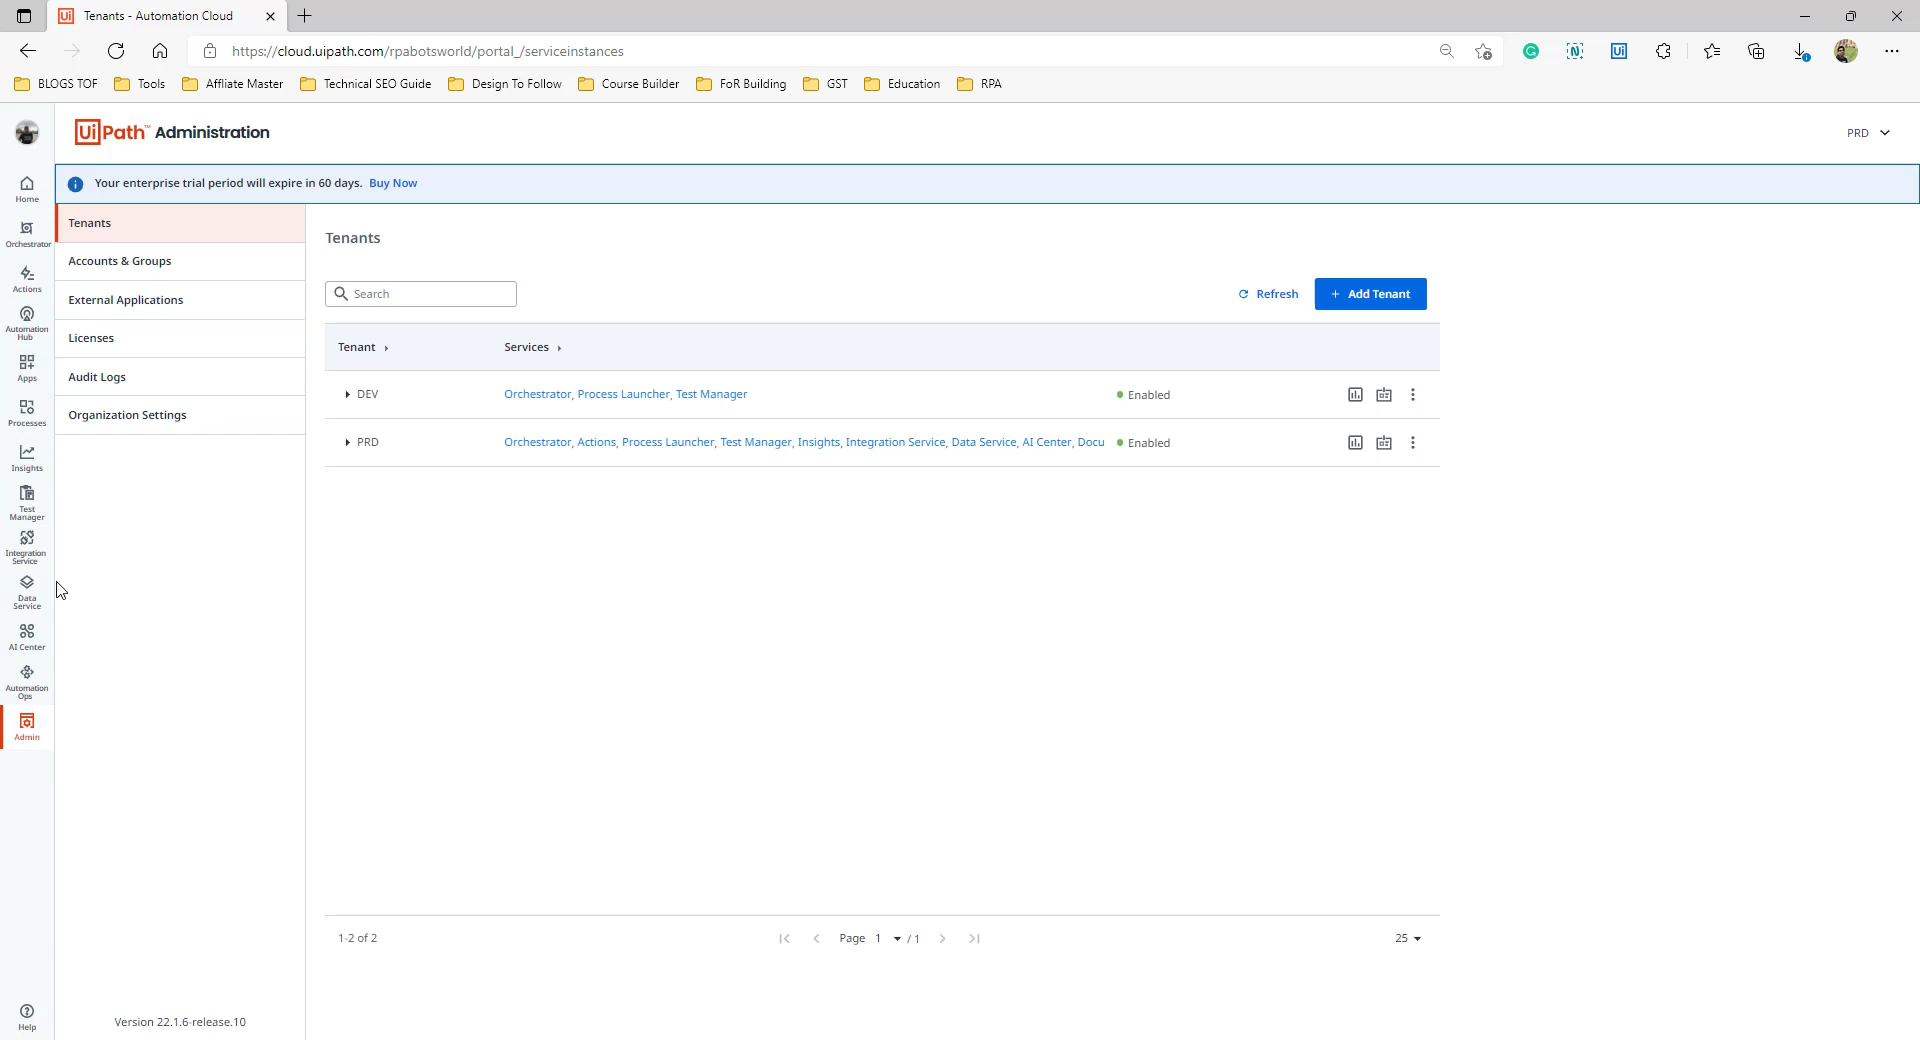 Tenants - Automation Cloud
https://cloud.uipath.com/rpabotsworld/portal_/serviceinstances
BLOGS TOF
Tools
Affliate Master
Technical SEO Guide
Design To Follow
Course Builder
FoR Building
GST
Education
RPA
UiPath™ Administration
PRD
Your enterprise trial period will expire in 60 days. Buy Now
Home
Orchestrator
Actions
Automation
Hub
Apps
Processes
Insights
Test
Manager
Integration
Service
Data
Service
AI Center
Automation
Ops
Admin
Help
Tenants
Accounts & Groups
External Applications
Licenses
Audit Logs
Organization Settings
Version 22.1.6-release.10
Tenants
Search
Refresh
+ Add Tenant
Tenant
Services
DEV
Orchestrator, Process Launcher, Test Manager
Enabled
PRD
Orchestrator, Actions, Process Launcher, Test Manager, Insights, Integration Service, Data Service, AI Center, Docu
Enabled
1-2 of 2
Page 1 / 1
25